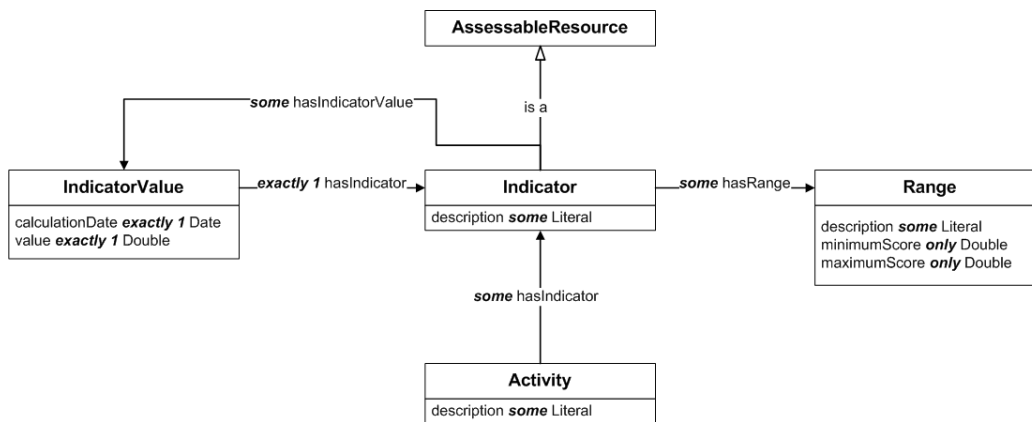 AssessableResource
some hasIndicatorValue
is a
IndicatorValue
calculationDate exactly 1 Date
value exactly 1 Double
exactly 1 hasIndicator
Indicator
description some Literal
some hasRange
Range
description some Literal
minimumScore only Double
maximumScore only Double
some hasIndicator
Activity
description some Literal